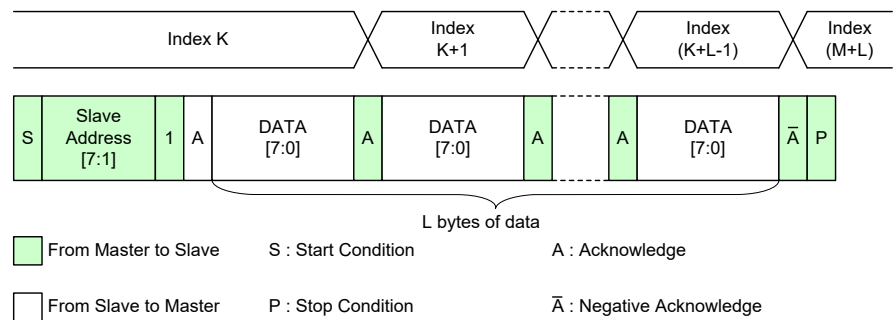 Index K
Index
K+1
Index
(K+L-1)
Index
(M+L)
S
Slave
Address
[7:1]
1
A
DATA
[7:0]
A
DATA
[7:0]
A
A
DATA
[7:0]
A̅
P
L bytes of data
From Master to Slave
S : Start Condition
A : Acknowledge
From Slave to Master
P : Stop Condition
A̅ : Negative Acknowledge